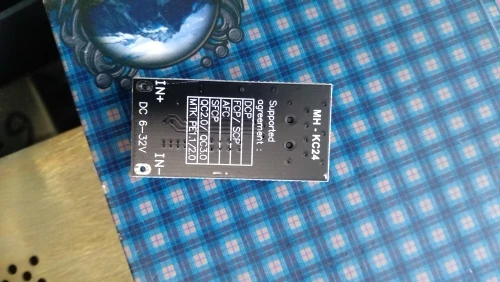 MH - KC24
Supported
agreement :
DCP
FCP/ SCP
AFC
SFCP
QC2.0/ QC3.0
MTK PE1.1/2.0
IN+
DC 6-32V
IN-